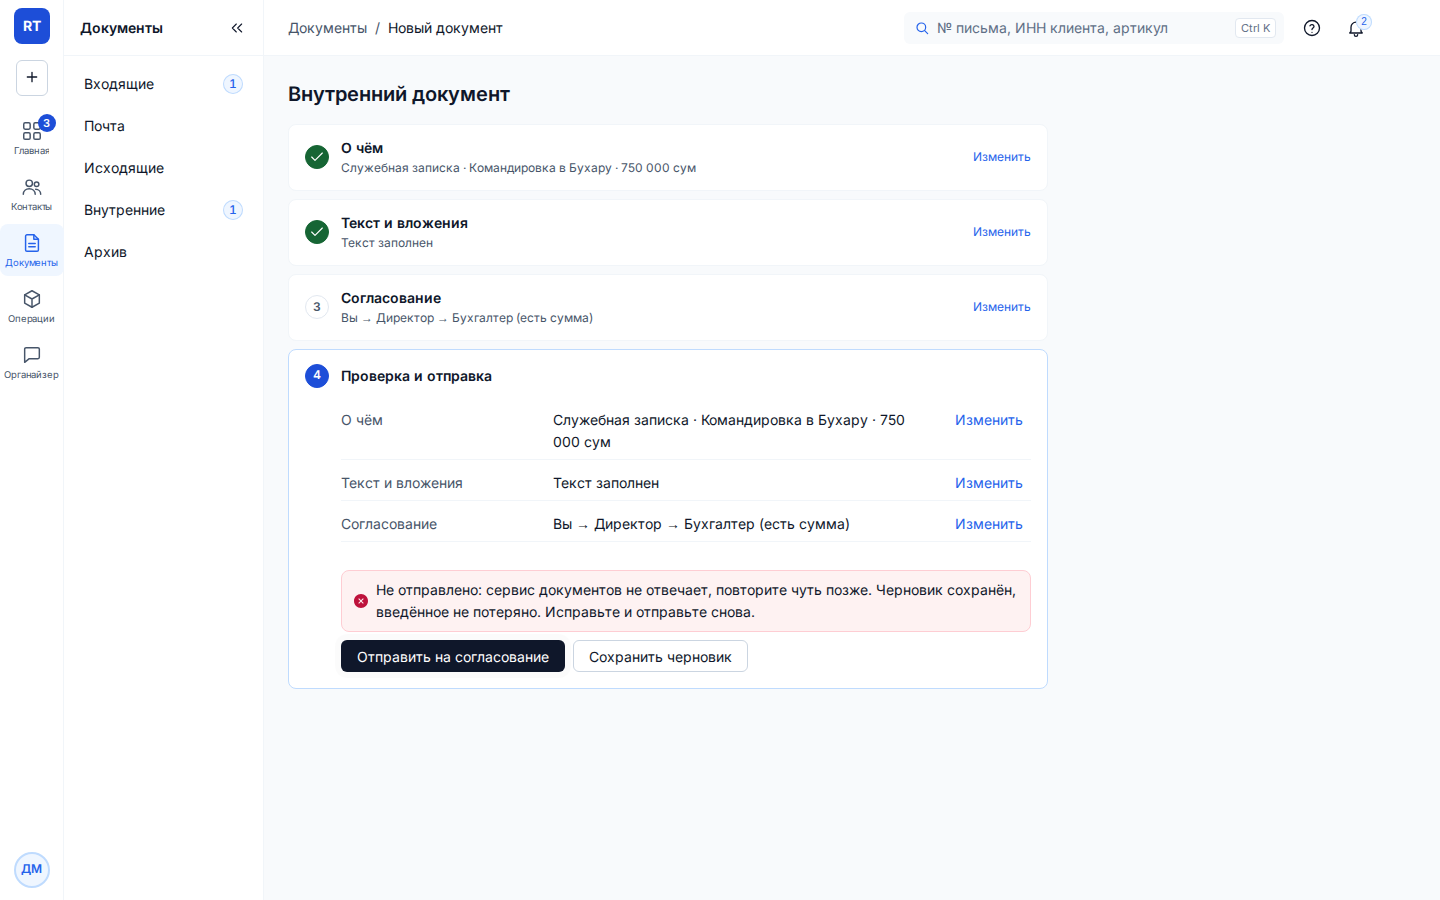 RT
Документы
Документы / Новый документ
№ письма, ИНН клиента, артикул
Ctrl K
2
+
3
Главная
Контакты
Документы
Операции
Органайзер
ДМ
Входящие
1
Почта
Исходящие
Внутренние
1
Архив
Внутренний документ
О чём
Служебная записка · Командировка в Бухару · 750 000 сум
Изменить
Текст и вложения
Текст заполнен
Изменить
3
Согласование
Вы → Директор → Бухгалтер (есть сумма)
Изменить
4
Проверка и отправка
О чём
Служебная записка · Командировка в Бухару · 750
000 сум
Изменить
Текст и вложения
Текст заполнен
Изменить
Согласование
Вы → Директор → Бухгалтер (есть сумма)
Изменить
Не отправлено: сервис документов не отвечает, повторите чуть позже. Черновик сохранён,
введённое не потеряно. Исправьте и отправьте снова.
Отправить на согласование
Сохранить черновик